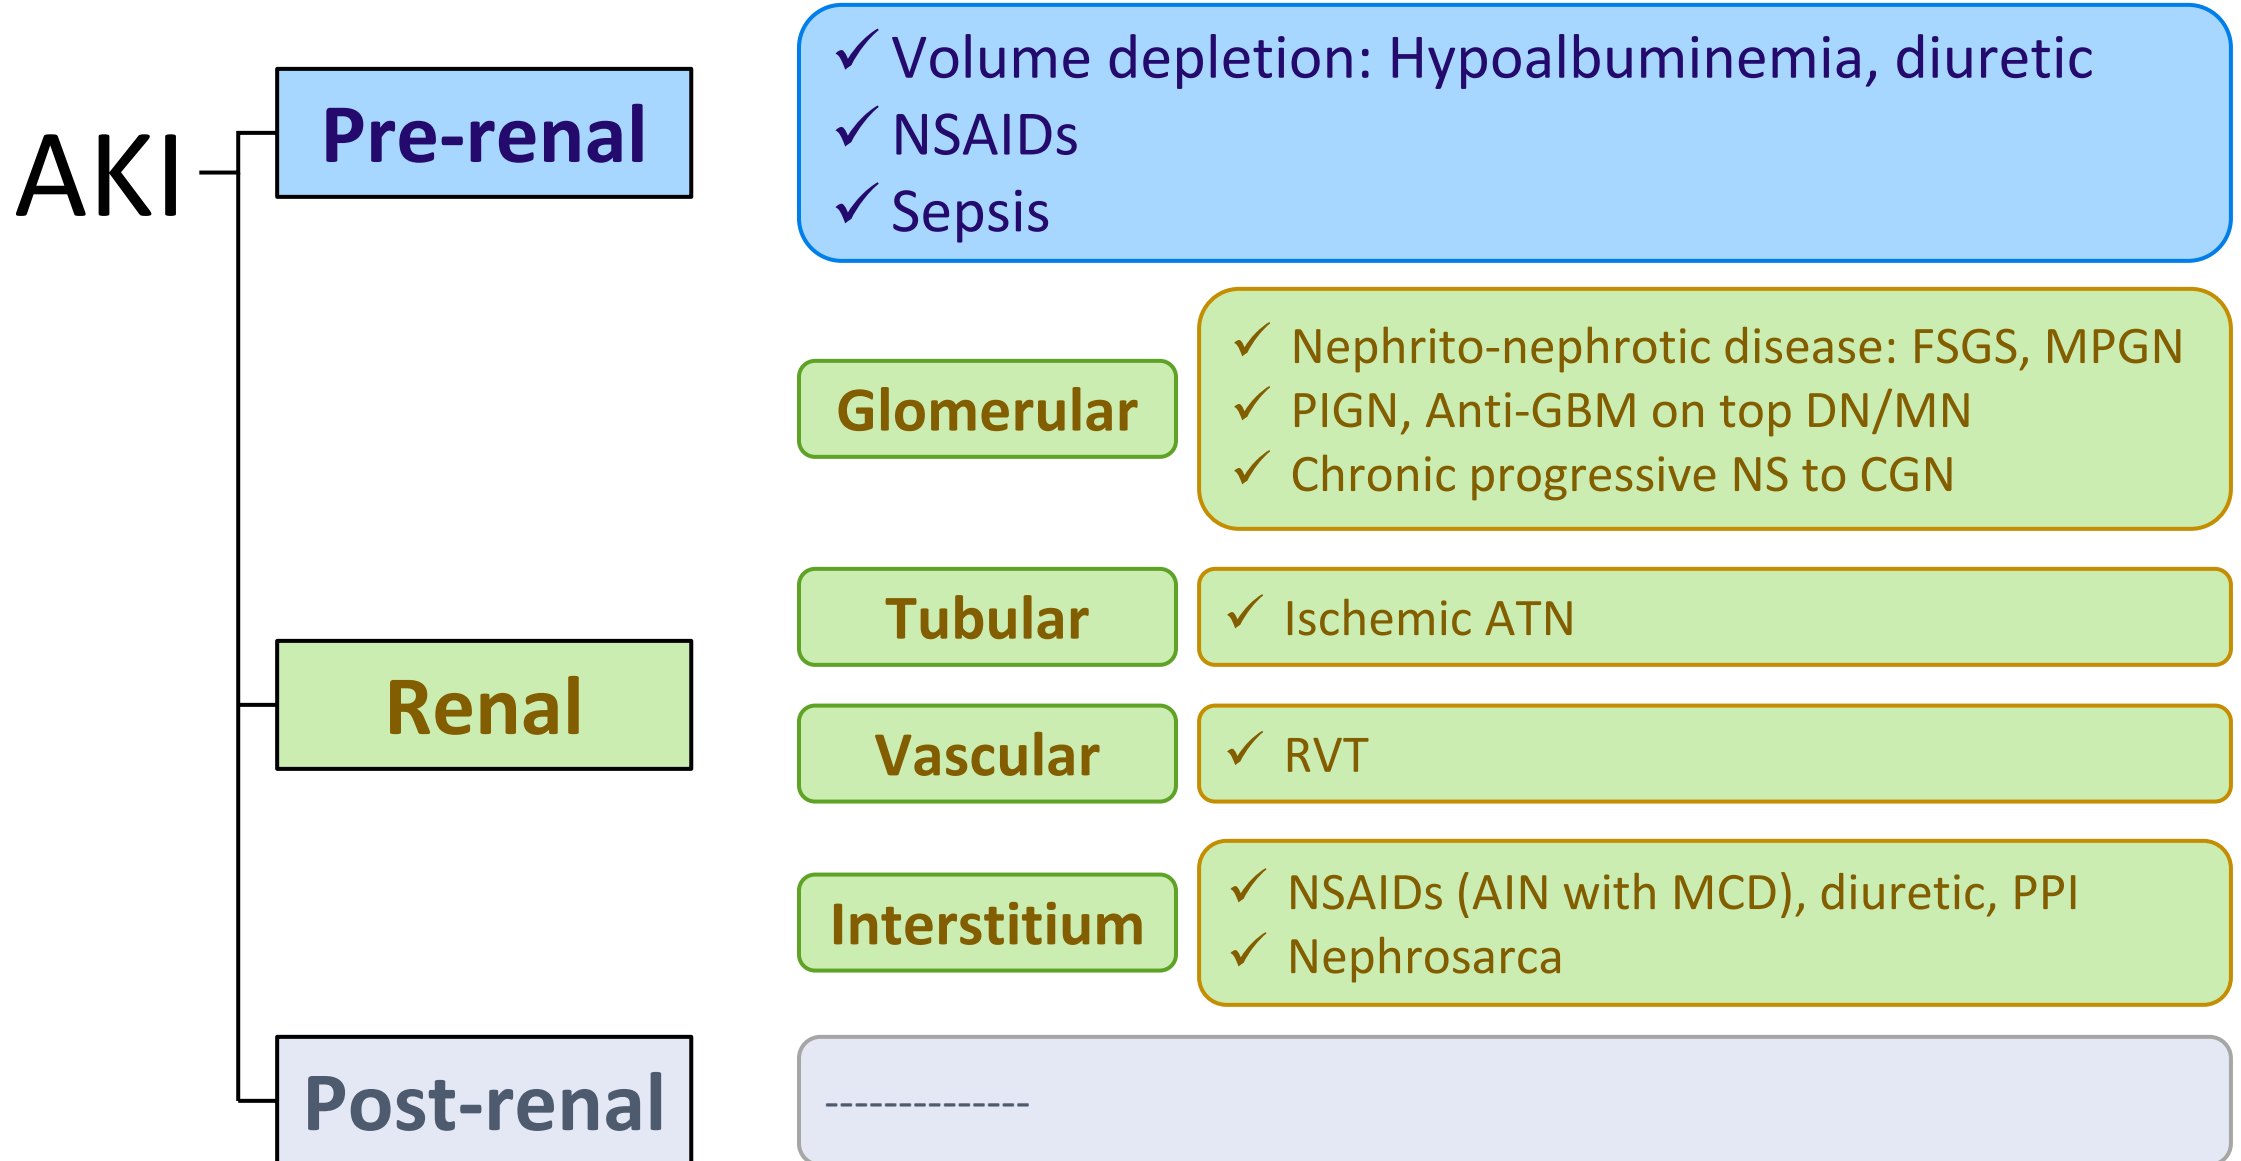 AKI
Pre-renal
✓ Volume depletion: Hypoalbuminemia, diuretic
✓ NSAIDs
✓ Sepsis
Renal
Glomerular
✓ Nephrito-nephrotic disease: FSGS, MPGN
✓ PIGN, Anti-GBM on top DN/MN
✓ Chronic progressive NS to CGN
Tubular
✓ Ischemic ATN
Vascular
✓ RVT
Interstitium
✓ NSAIDs (AIN with MCD), diuretic, PPI
✓ Nephrosarca
Post-renal
--------------